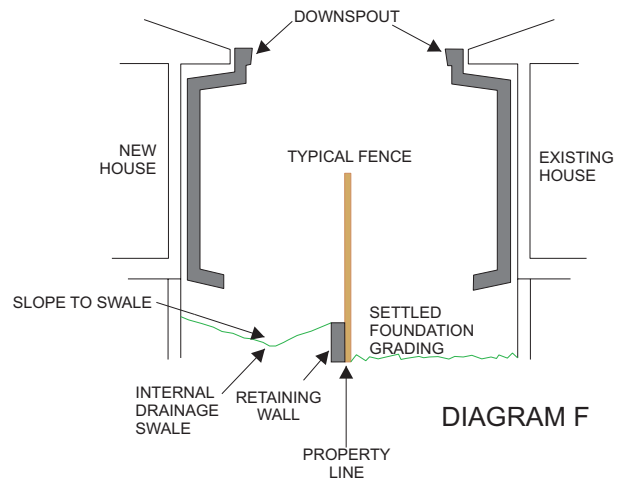 DOWNSPOUT
NEW
HOUSE
TYPICAL FENCE
EXISTING
HOUSE
SLOPE TO SWALE
SETTLED
FOUNDATION
GRADING
INTERNAL
DRAINAGE
SWALE
RETAINING
WALL
PROPERTY
LINE
DIAGRAM F